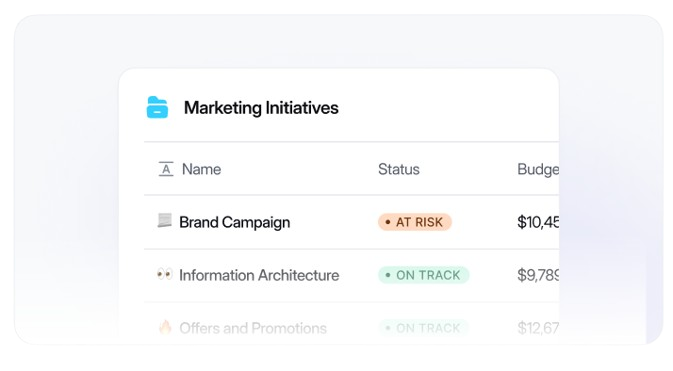 Marketing Initiatives
A Name Status Budge
Brand Campaign AT RISK $10,45
Information Architecture ON TRACK $9,789
Offers and Promotions ON TRACK $12,67